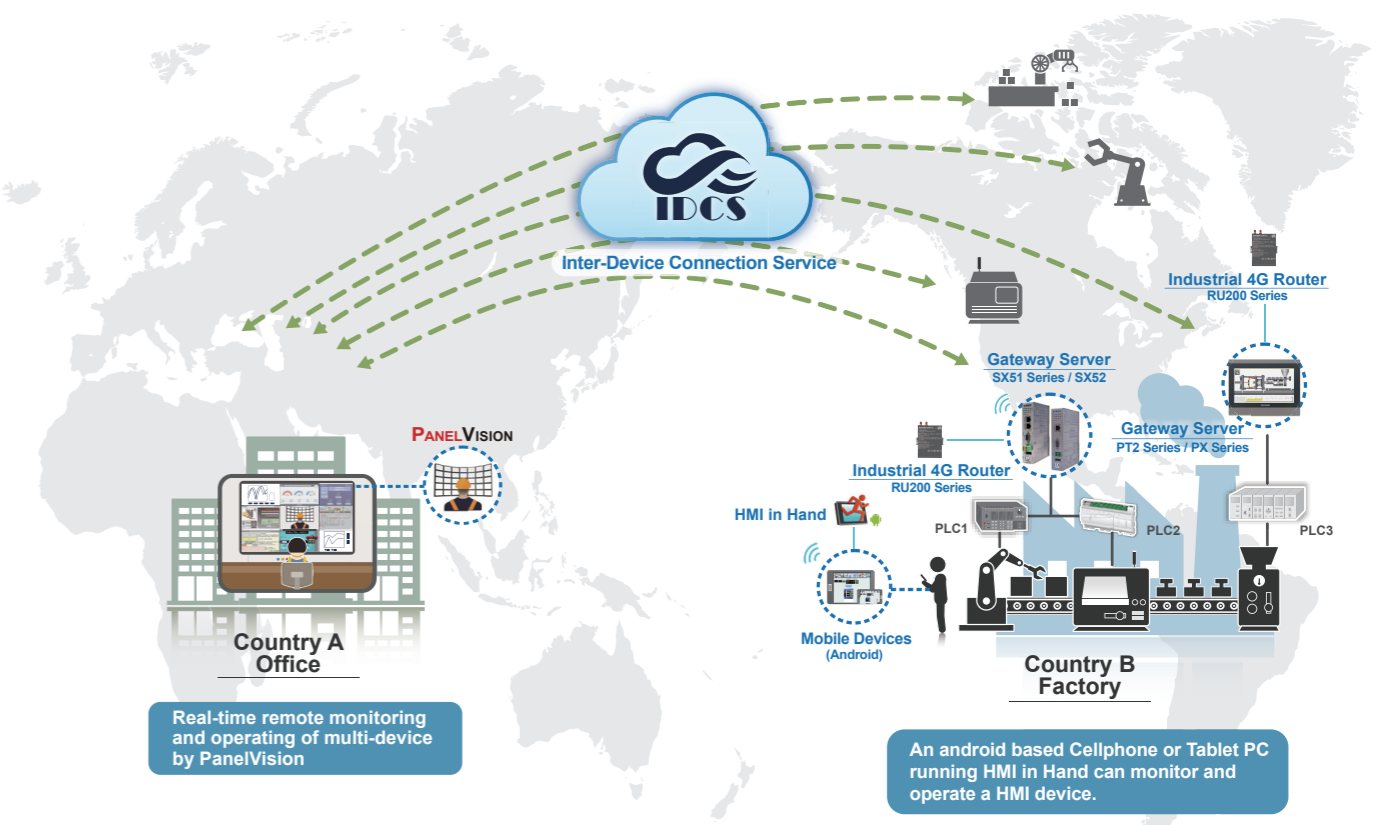 IDCS
Inter-Device Connection Service
Industrial 4G Router
RU200 Series
Gateway Server
SX51 Series / SX52
Gateway Server
PT2 Series / PX Series
Industrial 4G Router
RU200 Series
PANELVISION
HMI in Hand
PLC1
PLC2
PLC3
Mobile Devices
(Android)
Country A
Office
Country B
Factory
Real-time remote monitoring
and operating of multi-device
by PanelVision
An android based Cellphone or Tablet PC
running HMI in Hand can monitor and
operate a HMI device.